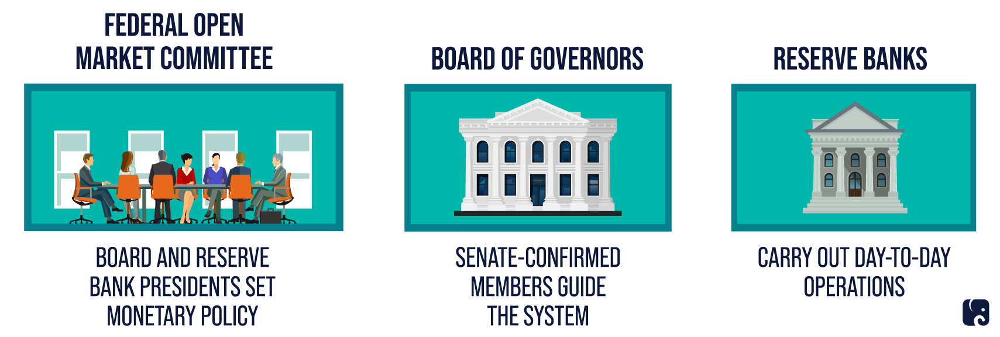 FEDERAL OPEN
MARKET COMMITTEE
BOARD AND RESERVE
BANK PRESIDENTS SET
MONETARY POLICY
BOARD OF GOVERNORS
SENATE-CONFIRMED
MEMBERS GUIDE
THE SYSTEM
RESERVE BANKS
CARRY OUT DAY-TO-DAY
OPERATIONS